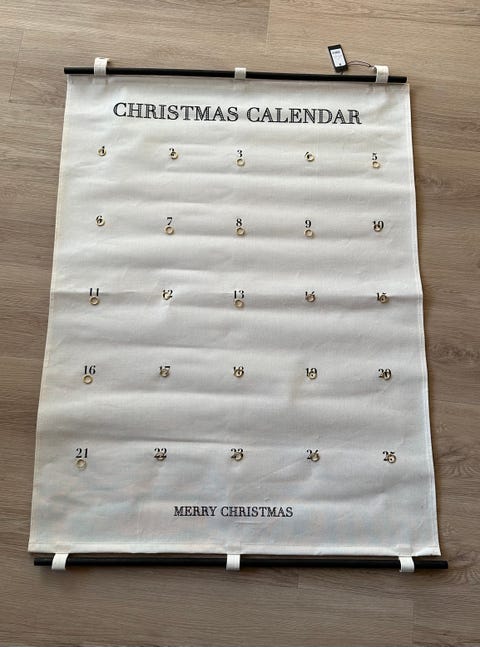 CHRISTMAS CALENDAR
1 2 3 4 5
6 7 8 9 10
11 12 13 14 15
16 17 18 19 20
21 22 23 24 25
MERRY CHRISTMAS